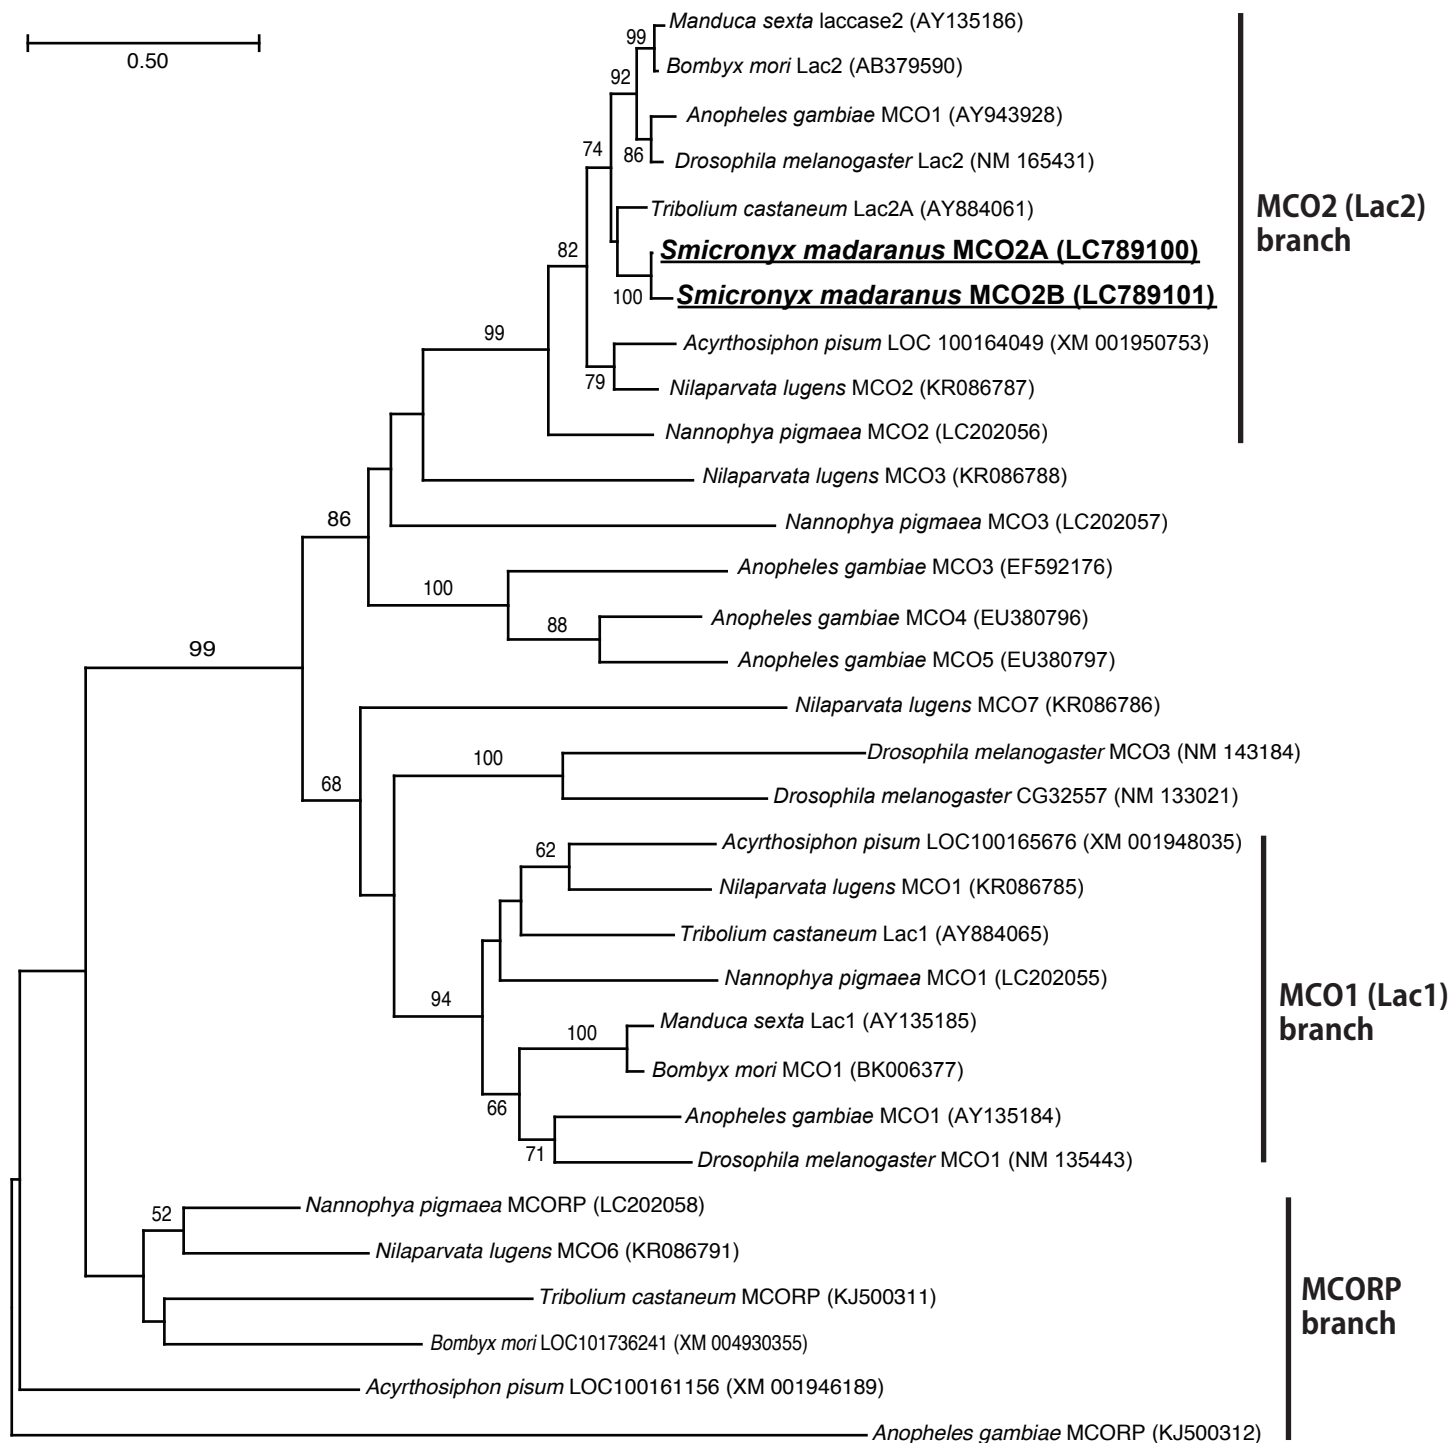 Manduca sexta laccase2 (AY135186)
0.50
99
Bombyx mori Lac2 (AB379590)
92
Anopheles gambiae MCO1 (AY943928)
74
86
Drosophila melanogaster Lac2 (NM 165431)
Tribolium castaneum Lac2A (AY884061)
MCO2 (Lac2)
branch
82
Smicronyx madaranus MCO2A (LC789100)
100
Smicronyx madaranus MCO2B (LC789101)
99
Acyrthosiphon pisum LOC 100164049 (XM 001950753)
79
Nilaparvata lugens MCO2 (KR086787)
Nannophya pigmaea MCO2 (LC202056)
Nilaparvata lugens MCO3 (KR086788)
86
Nannophya pigmaea MCO3 (LC202057)
Anopheles gambiae MCO3 (EF592176)
100
Anopheles gambiae MCO4 (EU380796)
88
99
Anopheles gambiae MCO5 (EU380797)
Nilaparvata lugens MCO7 (KR086786)
Drosophila melanogaster MCO3 (NM 143184)
100
68
Drosophila melanogaster CG32557 (NM 133021)
Acyrthosiphon pisum LOC100165676 (XM 001948035)
62
Nilaparvata lugens MCO1 (KR086785)
Tribolium castaneum Lac1 (AY884065)
Nannophya pigmaea MCO1 (LC202055)
94
MCO1 (Lac1)
branch
Manduca sexta Lac1 (AY135185)
100
Bombyx mori MCO1 (BK006377)
66
Anopheles gambiae MCO1 (AY135184)
71
Drosophila melanogaster MCO1 (NM 135443)
Nannophya pigmaea MCORP (LC202058)
52
Nilaparvata lugens MCO6 (KR086791)
Tribolium castaneum MCORP (KJ500311)
MCORP
branch
Bombyx mori LOC101736241 (XM 004930355)
Acyrthosiphon pisum LOC100161156 (XM 001946189)
Anopheles gambiae MCORP (KJ500312)